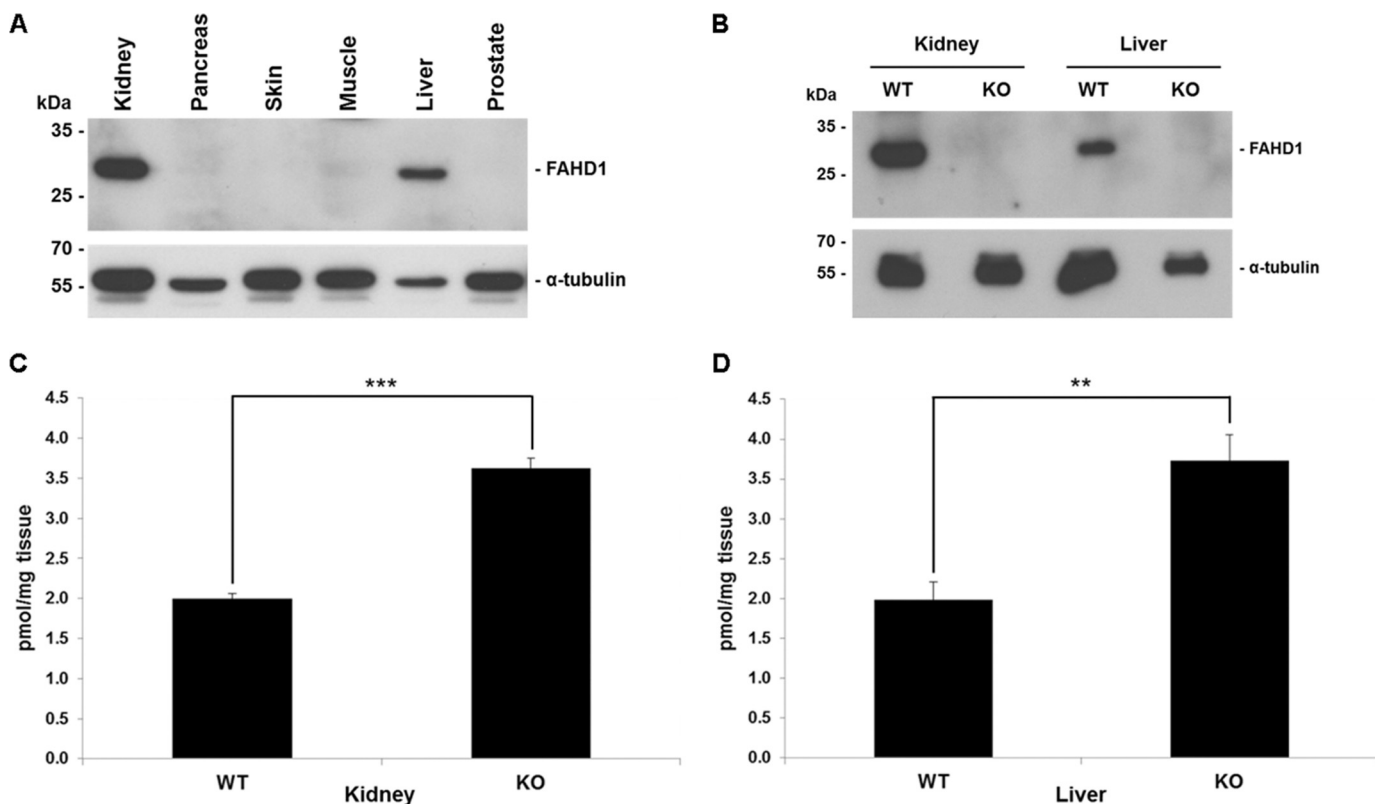 A
Kidney
Pancreas
Skin
Muscle
Liver
Prostate
kDa
35 -
- FAHD1
25 -
70 -
55 -
- α-tubulin
B
Kidney Liver
WT KO WT KO
kDa
35 -
- FAHD1
25 -
70 -
55 -
- α-tubulin
C
***
4.5
4.0
3.5
3.0
2.5
2.0
1.5
1.0
0.5
0.0
pmol/mg tissue
WT KO
Kidney
D
**
4.5
4.0
3.5
3.0
2.5
2.0
1.5
1.0
0.5
0.0
pmol/mg tissue
WT KO
Liver